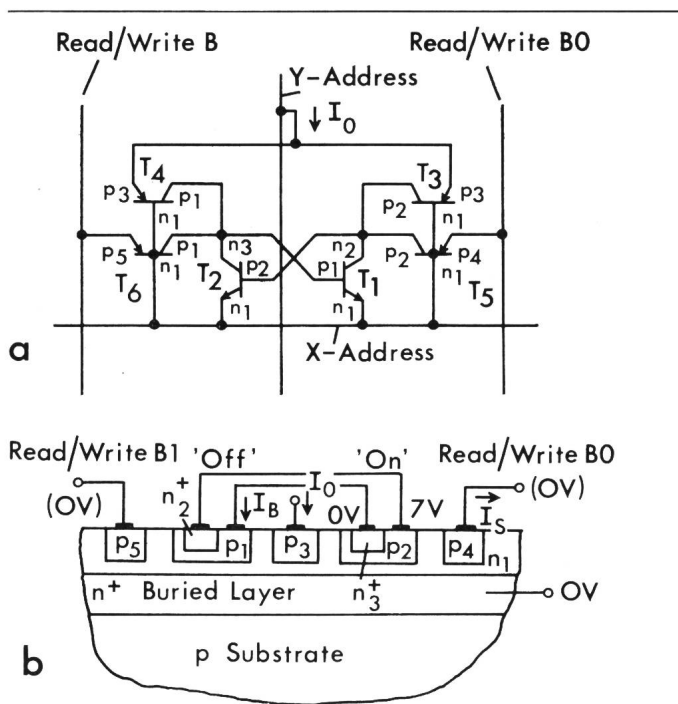 Read/Write B
Read/Write B0
Y-Address
↓ I0
T4
T3
p3 p1 p2 p3
n1 n1
p5 p1 n3 n2 p2 p4
n1 T2 p2 p1 T1 n1
T6 T5
n1 n1
a X-Address
Read/Write B1 'Off' 'On' Read/Write B0
(OV) n2+ ↓ IB ↓ I0 0V 7V → IS (OV)
p5 p1 p3 p2 p4
n1
n+ Buried Layer n3+ OV
b p Substrate